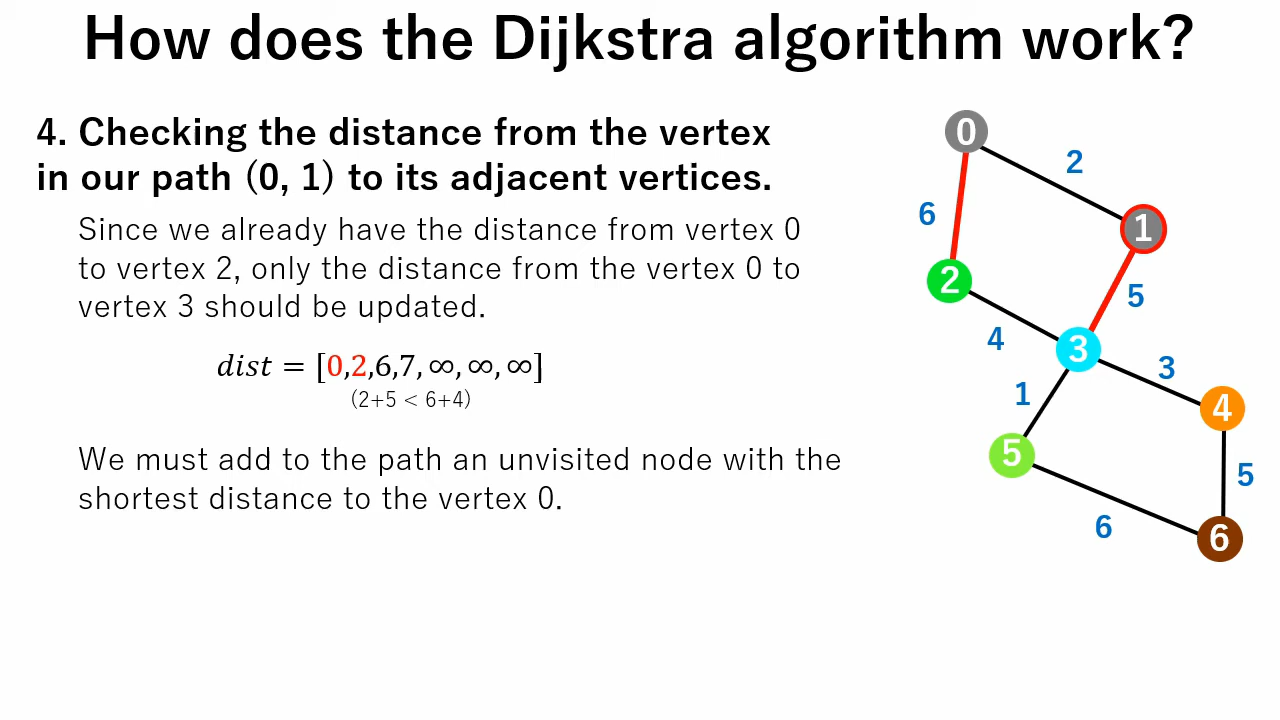 How does the Dijkstra algorithm work?
4. Checking the distance from the vertex
in our path (0, 1) to its adjacent vertices.
Since we already have the distance from vertex 0
to vertex 2, only the distance from the vertex 0 to
vertex 3 should be updated.
dist = [0,2,6,7, ∞, ∞, ∞]
(2+5 < 6+4)
We must add to the path an unvisited node with the
shortest distance to the vertex 0.
0
2
6
1
2
5
4
3
3
1
4
5
5
6
6